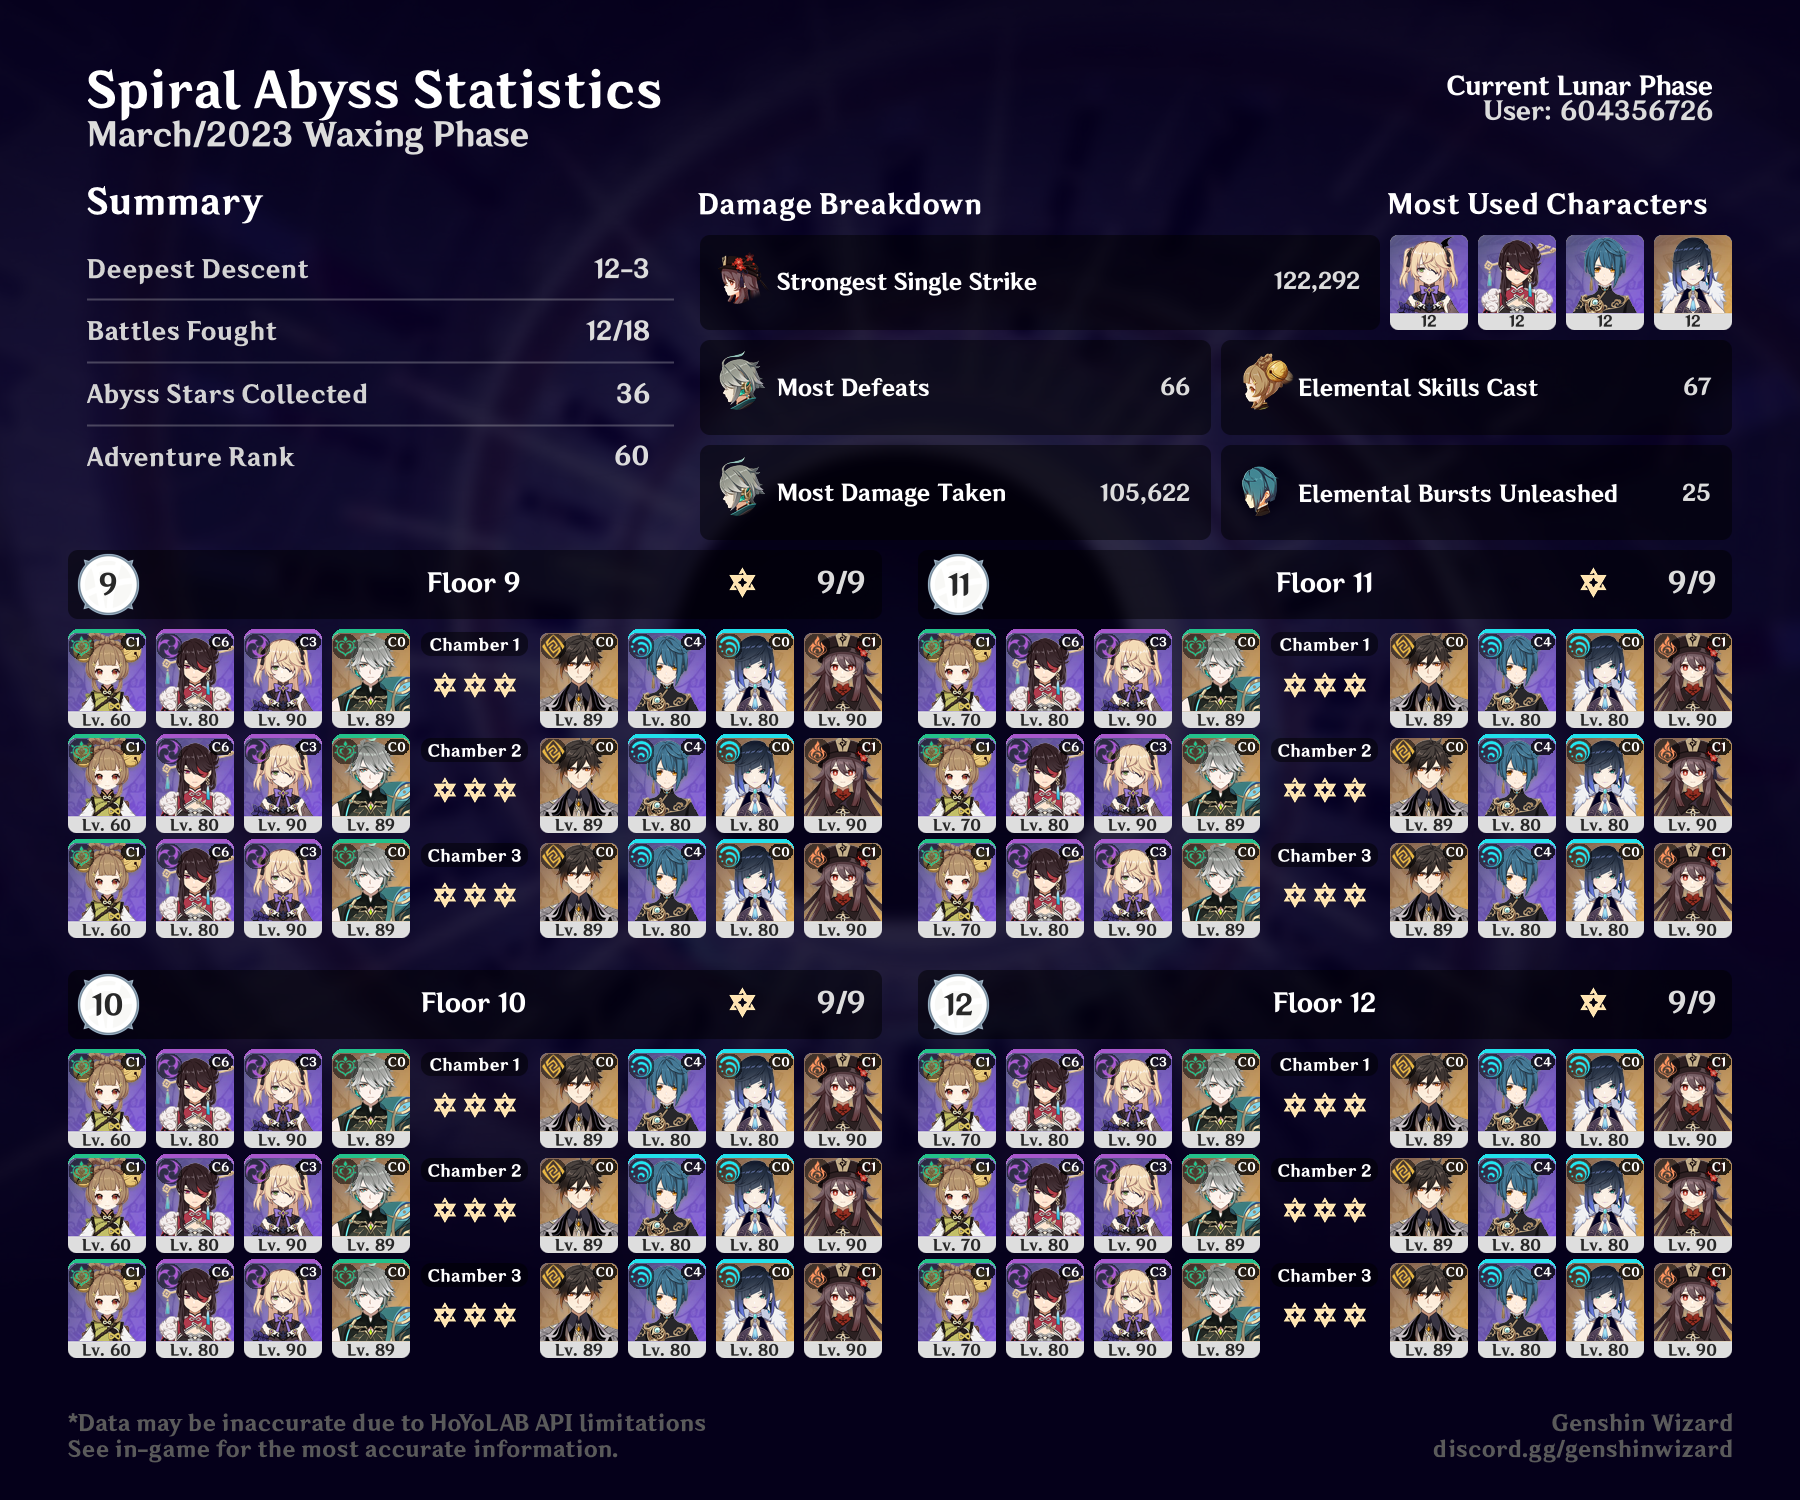 Spiral Abyss Statistics
March/2023 Waxing Phase
Current Lunar Phase
User: 604356726
Summary
Deepest Descent 12-3
Battles Fought 12/18
Abyss Stars Collected 36
Adventure Rank 60
Damage Breakdown
Strongest Single Strike 122,292
Most Defeats 66
Elemental Skills Cast 67
Most Damage Taken 105,622
Elemental Bursts Unleashed 25
Most Used Characters
12 12 12 12
9 Floor 9 9/9
C1 C6 C3 C0 Chamber 1 C0 C4 C0 C1
Lv. 60 Lv. 80 Lv. 90 Lv. 89 Lv. 89 Lv. 80 Lv. 80 Lv. 90
C1 C6 C3 C0 Chamber 2 C0 C4 C0 C1
Lv. 60 Lv. 80 Lv. 90 Lv. 89 Lv. 89 Lv. 80 Lv. 80 Lv. 90
C1 C6 C3 C0 Chamber 3 C0 C4 C0 C1
Lv. 60 Lv. 80 Lv. 90 Lv. 89 Lv. 89 Lv. 80 Lv. 80 Lv. 90
11 Floor 11 9/9
C1 C6 C3 C0 Chamber 1 C0 C4 C0 C1
Lv. 70 Lv. 80 Lv. 90 Lv. 89 Lv. 89 Lv. 80 Lv. 80 Lv. 90
C1 C6 C3 C0 Chamber 2 C0 C4 C0 C1
Lv. 70 Lv. 80 Lv. 90 Lv. 89 Lv. 89 Lv. 80 Lv. 80 Lv. 90
C1 C6 C3 C0 Chamber 3 C0 C4 C0 C1
Lv. 70 Lv. 80 Lv. 90 Lv. 89 Lv. 89 Lv. 80 Lv. 80 Lv. 90
10 Floor 10 9/9
C1 C6 C3 C0 Chamber 1 C0 C4 C0 C1
Lv. 60 Lv. 80 Lv. 90 Lv. 89 Lv. 89 Lv. 80 Lv. 80 Lv. 90
C1 C6 C3 C0 Chamber 2 C0 C4 C0 C1
Lv. 60 Lv. 80 Lv. 90 Lv. 89 Lv. 89 Lv. 80 Lv. 80 Lv. 90
C1 C6 C3 C0 Chamber 3 C0 C4 C0 C1
Lv. 60 Lv. 80 Lv. 90 Lv. 89 Lv. 89 Lv. 80 Lv. 80 Lv. 90
12 Floor 12 9/9
C1 C6 C3 C0 Chamber 1 C0 C4 C0 C1
Lv. 70 Lv. 80 Lv. 90 Lv. 89 Lv. 89 Lv. 80 Lv. 80 Lv. 90
C1 C6 C3 C0 Chamber 2 C0 C4 C0 C1
Lv. 70 Lv. 80 Lv. 90 Lv. 89 Lv. 89 Lv. 80 Lv. 80 Lv. 90
C1 C6 C3 C0 Chamber 3 C0 C4 C0 C1
Lv. 70 Lv. 80 Lv. 90 Lv. 89 Lv. 89 Lv. 80 Lv. 80 Lv. 90
*Data may be inaccurate due to HoYoLAB API limitations
See in-game for the most accurate information.
Genshin Wizard
discord.gg/genshinwizard